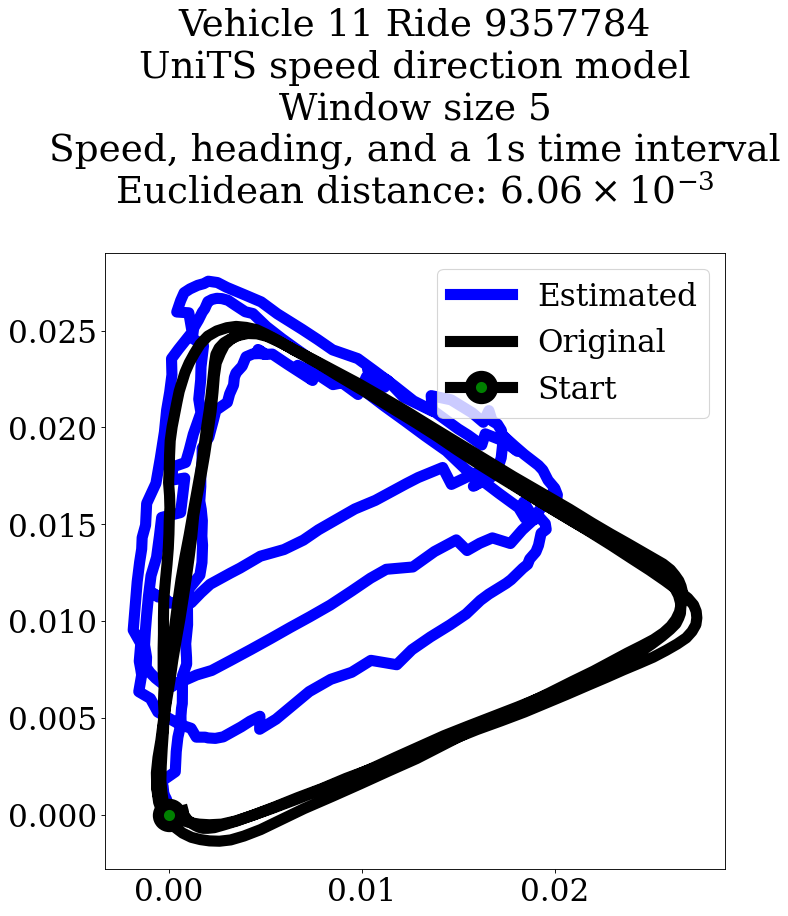 Vehicle 11 Ride 9357784
UniTS speed direction model
Window size 5
Speed, heading, and a 1s time interval
Euclidean distance: 6.06 × 10⁻³
Estimated
Original
Start
0.025
0.020
0.015
0.010
0.005
0.000
0.00 0.01 0.02